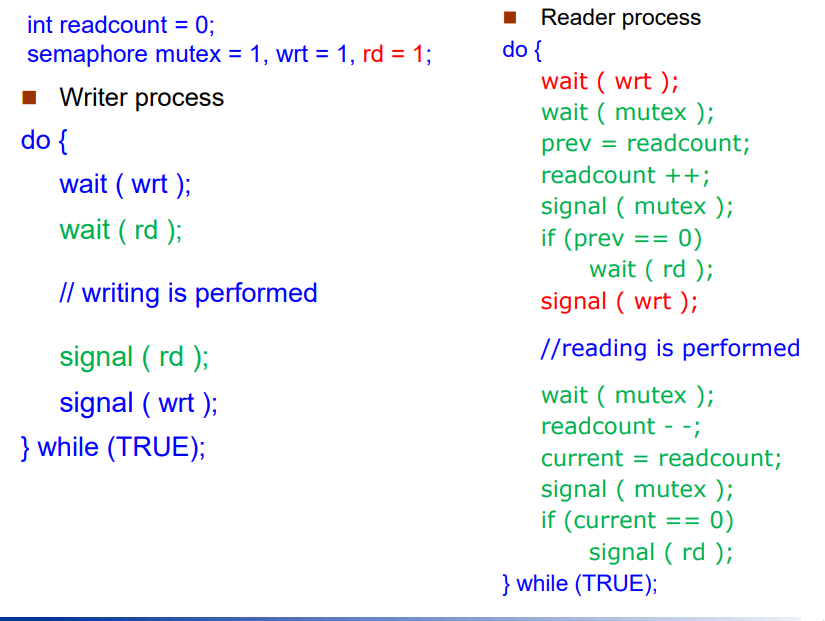 int readcount = 0;
semaphore mutex = 1, wrt = 1, rd = 1;
Writer process
do {
wait ( wrt );
wait ( rd );
// writing is performed
signal ( rd );
signal ( wrt );
} while (TRUE);
Reader process
do {
wait ( wrt );
wait ( mutex );
prev = readcount;
readcount ++;
signal ( mutex );
if (prev == 0)
wait ( rd );
signal ( wrt );
//reading is performed
wait ( mutex );
readcount - -;
current = readcount;
signal ( mutex );
if (current == 0)
signal ( rd );
} while (TRUE);